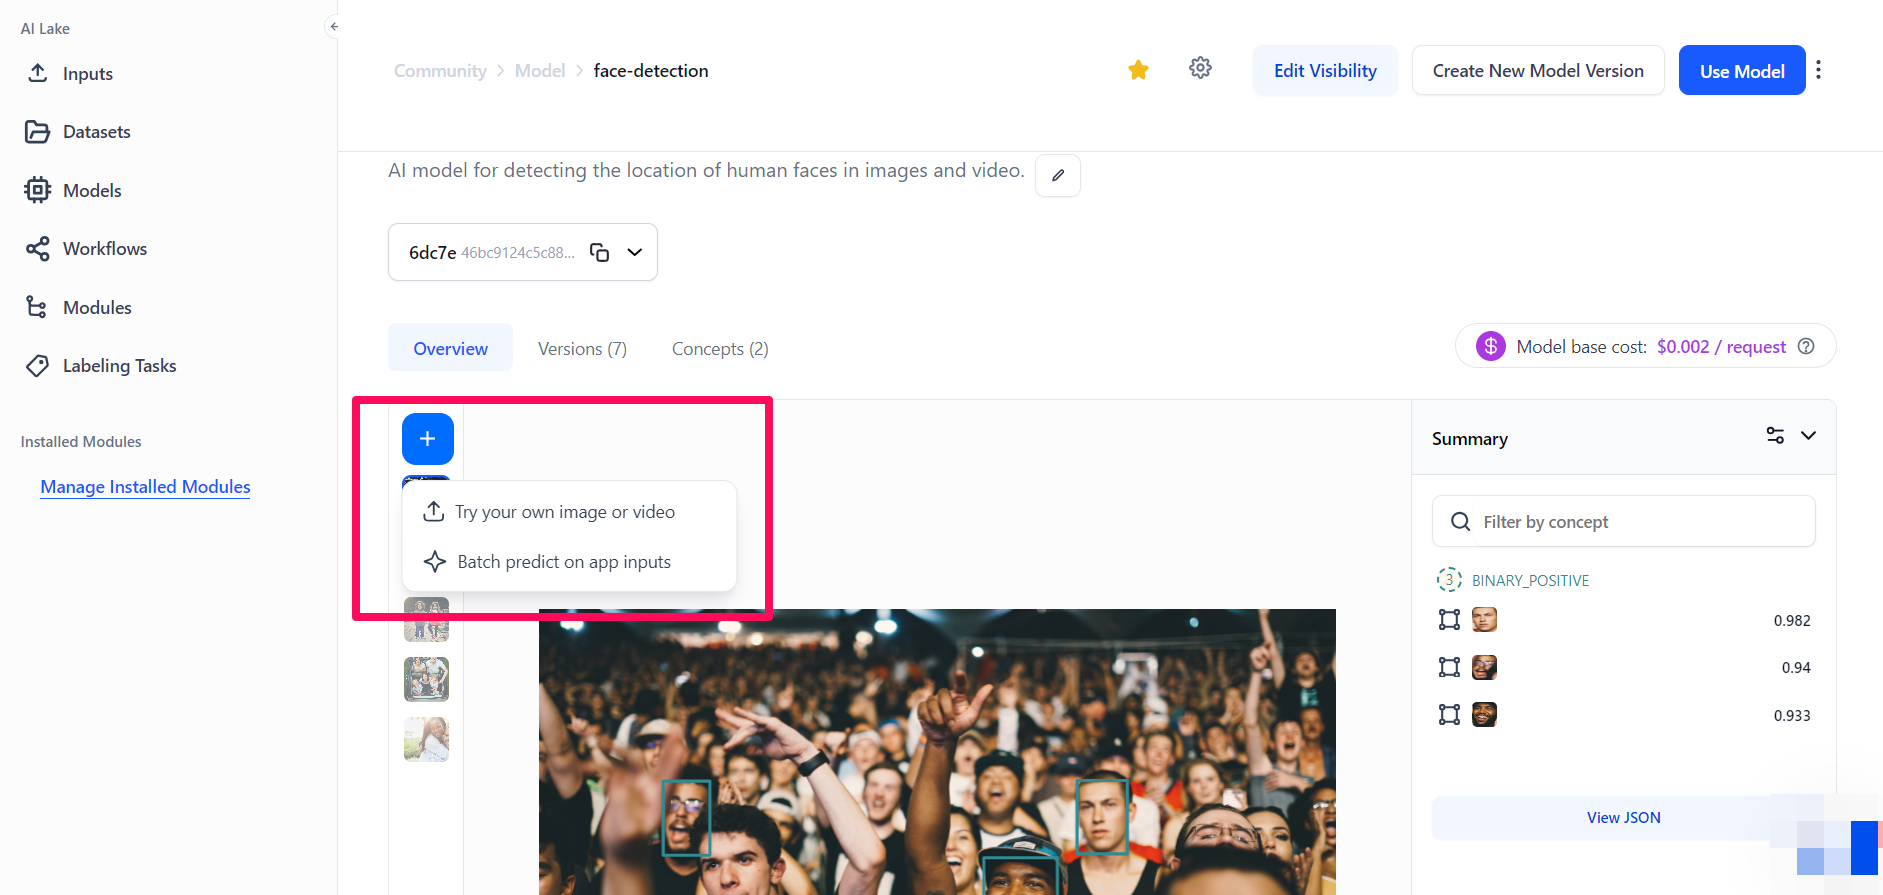 AI Lake
Inputs
Datasets
Models
Workflows
Modules
Labeling Tasks
Installed Modules
Manage Installed Modules
Community > Model > face-detection
Edit Visibility
Create New Model Version
Use Model
AI model for detecting the location of human faces in images and video.
6dc7e 46bc9124c5c88...
Overview
Versions (7)
Concepts (2)
Model base cost: $0.002 / request
Try your own image or video
Batch predict on app inputs
Summary
Filter by concept
3 BINARY_POSITIVE
0.982
0.94
0.933
View JSON